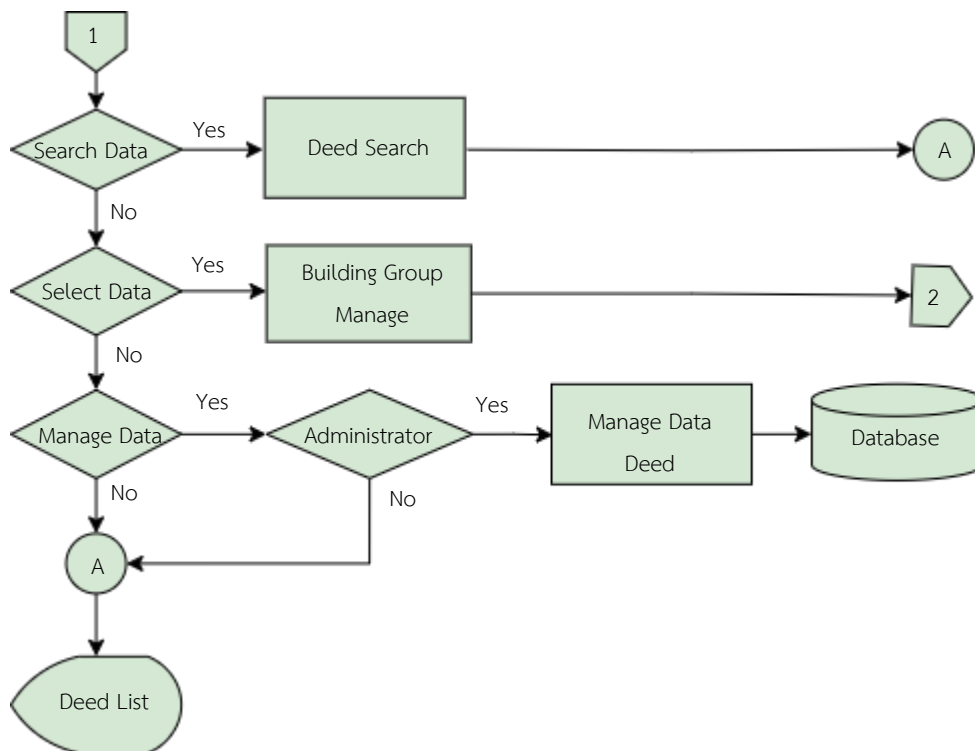 1
Search Data
Yes
Deed Search
A
No
Select Data
Yes
Building Group
Manage
2
No
Manage Data
Yes
Administrator
Yes
Manage Data
Deed
Database
No
No
A
Deed List